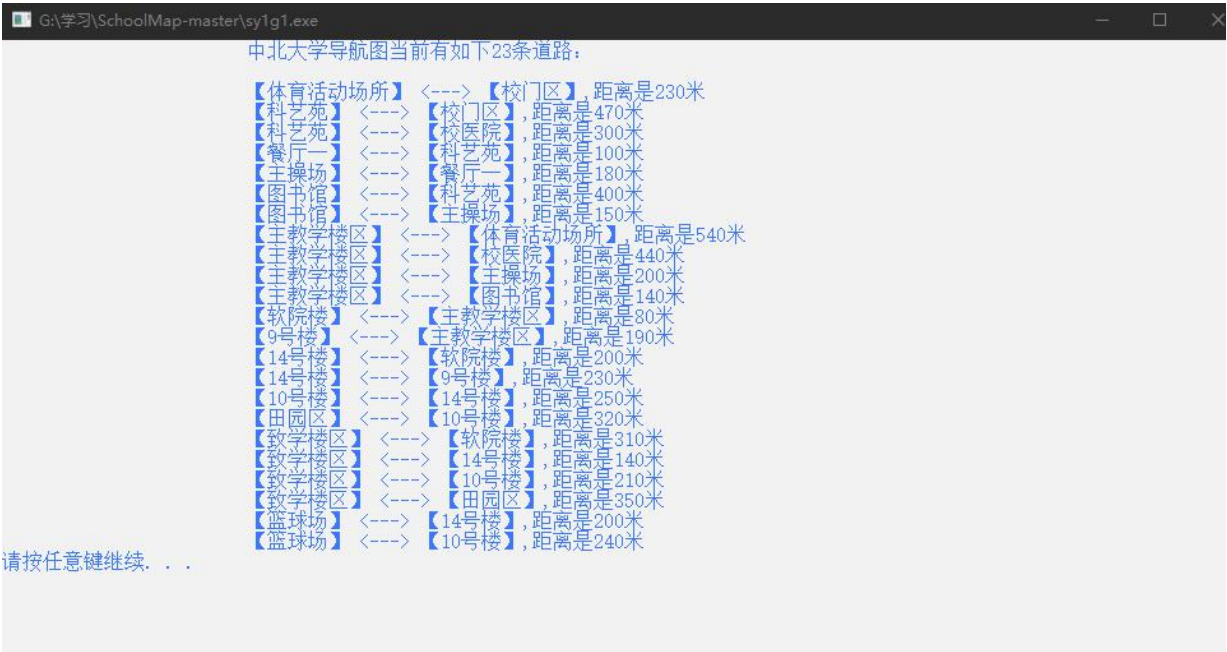 G:\学习\SchoolMap-master\sy1g1.exe
中北大学导航图当前有如下23条道路:
【体育活动场所】 <---> 【校门区】,距离是230米
【科艺苑】 <---> 【校门区】,距离是470米
【科艺苑】 <---> 【校医院】,距离是300米
【餐厅一】 <---> 【科艺苑】,距离是100米
【主操场】 <---> 【餐厅一】,距离是180米
【图书馆】 <---> 【科艺苑】,距离是400米
【图书馆】 <---> 【主操场】,距离是150米
【主教学楼区】 <---> 【体育活动场所】,距离是540米
【主教学楼区】 <---> 【校医院】,距离是440米
【主教学楼区】 <---> 【主操场】,距离是200米
【主教学楼区】 <---> 【图书馆】,距离是140米
【软院楼】 <---> 【主教学楼区】,距离是80米
【9号楼】 <---> 【主教学楼区】,距离是190米
【14号楼】 <---> 【软院楼】,距离是200米
【14号楼】 <---> 【9号楼】,距离是230米
【10号楼】 <---> 【14号楼】,距离是250米
【田园区】 <---> 【10号楼】,距离是320米
【致学楼区】 <---> 【软院楼】,距离是310米
【致学楼区】 <---> 【14号楼】,距离是140米
【致学楼区】 <---> 【10号楼】,距离是210米
【致学楼区】 <---> 【田园区】,距离是350米
【篮球场】 <---> 【14号楼】,距离是200米
【篮球场】 <---> 【10号楼】,距离是240米
请按任意键继续. . .